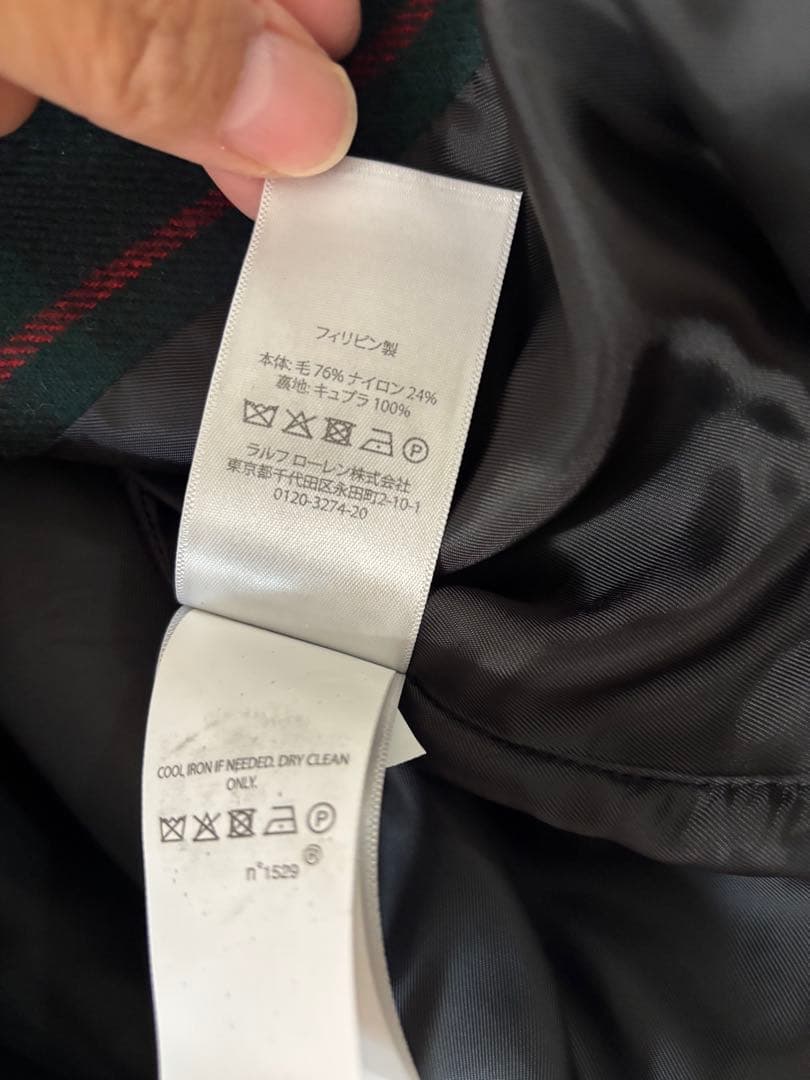 フィリピン製
本体: 毛 76% ナイロン 24%
裏地: キュプラ 100%
P
ラルフ ローレン株式会社
東京都千代田区永田町2-10-1
0120-3274-20
COOL IRON IF NEEDED. DRY CLEAN
ONLY.
P
n°1529 6